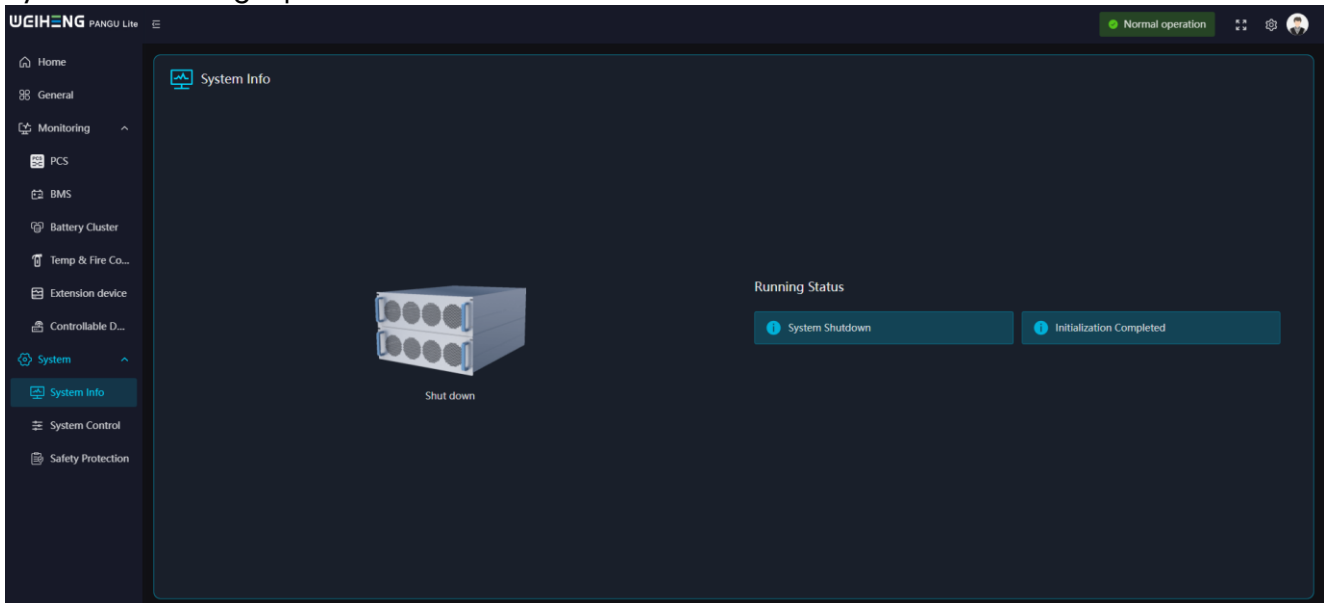 WEIHENG PANGU Lite
Normal operation
Home
General
Monitoring
PCS
BMS
Battery Cluster
Temp & Fire Co...
Extension device
Controllable D...
System
System Info
System Control
Safety Protection
System Info
Shut down
Running Status
System Shutdown
Initialization Completed